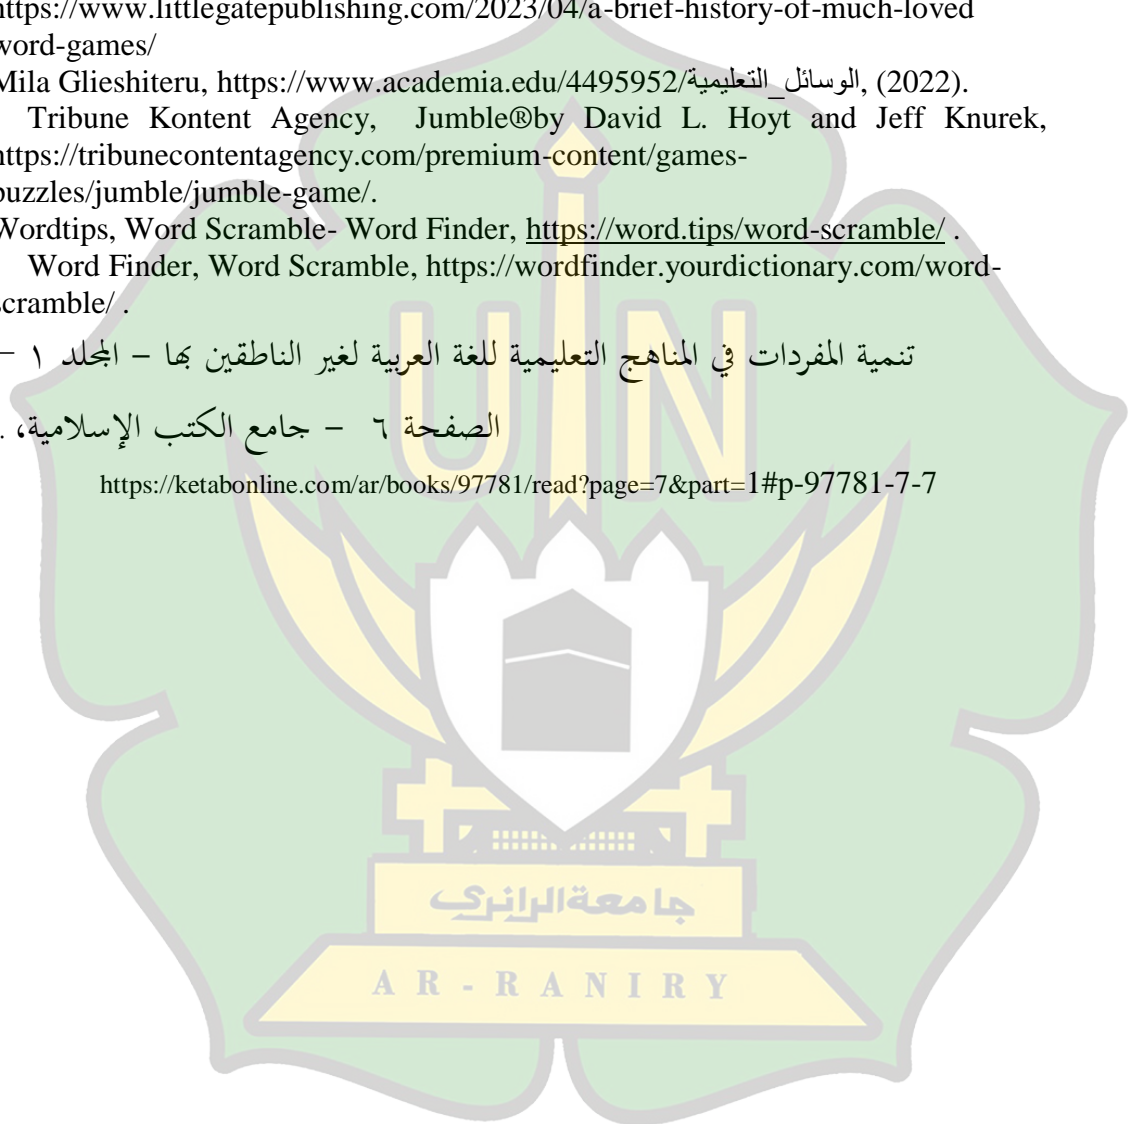 https://www.littlegatepublishing.com/2023/04/a-brief-history-of-much-loved
word-games/
Mila Glieshiteru, https://www.academia.edu/4495952/الوسائل_التعليمية, (2022).
Tribune Kontent Agency, Jumble®by David L. Hoyt and Jeff Knurek,
https://tribunecontentagency.com/premium-content/games-
puzzles/jumble/jumble-game/.
Wordtips, Word Scramble- Word Finder, https://word.tips/word-scramble/ .
Word Finder, Word Scramble, https://wordfinder.yourdictionary.com/word-
scramble/ .
تنمية المفردات في المناهج التعليمية للغة العربية لغير الناطقين بها – المجلد ١ –
الصفحة ٦ – جامع الكتب الإسلامية، .
https://ketabonline.com/ar/books/97781/read?page=7&part=1#p-97781-7-7
UIN
جامعةالرانري
AR-RANIRY